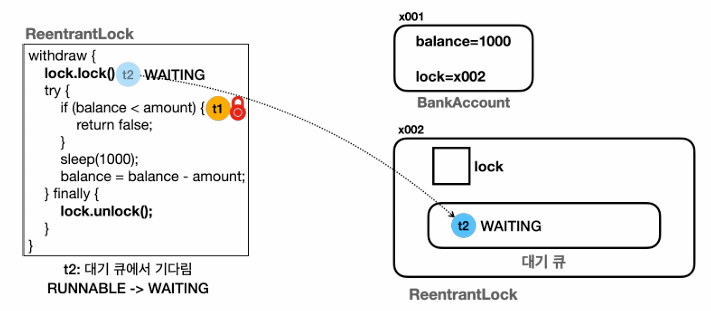 ReentrantLock
withdraw {
lock.lock() t2 WAITING
try {
if (balance < amount) { t1
return false;
}
sleep(1000);
balance = balance - amount;
} finally {
lock.unlock();
}
}
t2: 대기 큐에서 기다림
RUNNABLE -> WAITING
x001
balance=1000
lock=x002
BankAccount
x002
lock
t2 WAITING
대기 큐
ReentrantLock